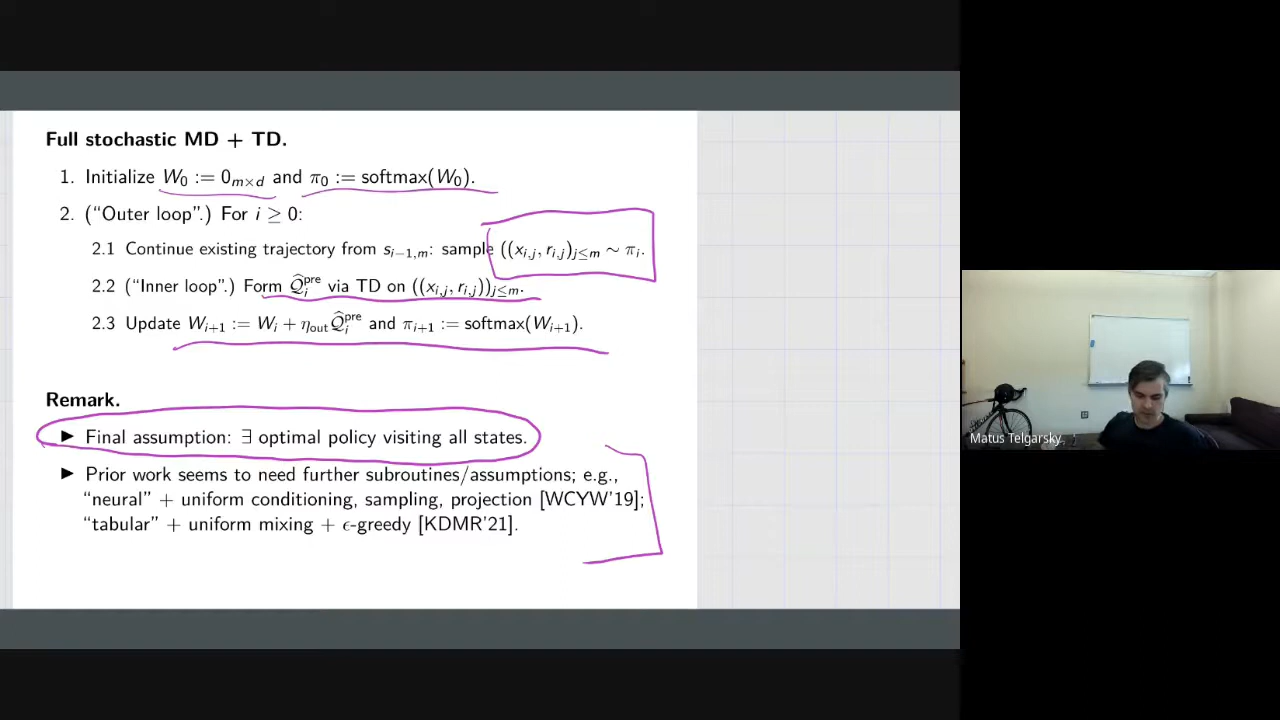 Full stochastic MD + TD.
1. Initialize W₀ := 0ₘ×d and π₀ := softmax(W₀).
2. (“Outer loop”.) For i ≥ 0:
2.1 Continue existing trajectory from sᵢ₋₁,ₘ: sample ((xᵢ,ⱼ, rᵢ,ⱼ)ⱼ≤ₘ ∼ πᵢ.
2.2 (“Inner loop”.) Form Q̂ᵢᵖʳᵉ via TD on ((xᵢ,ⱼ, rᵢ,ⱼ))ⱼ≤ₘ.
2.3 Update Wᵢ₊₁ := Wᵢ + ηₒᵤₜQ̂ᵢᵖʳᵉ and πᵢ₊₁ := softmax(Wᵢ₊₁).
Remark.
▶ Final assumption: ∃ optimal policy visiting all states.
▶ Prior work seems to need further subroutines/assumptions; e.g.,
“neural” + uniform conditioning, sampling, projection [WCYW’19];
“tabular” + uniform mixing + ϵ-greedy [KDMR’21].
Matus Telgarsky